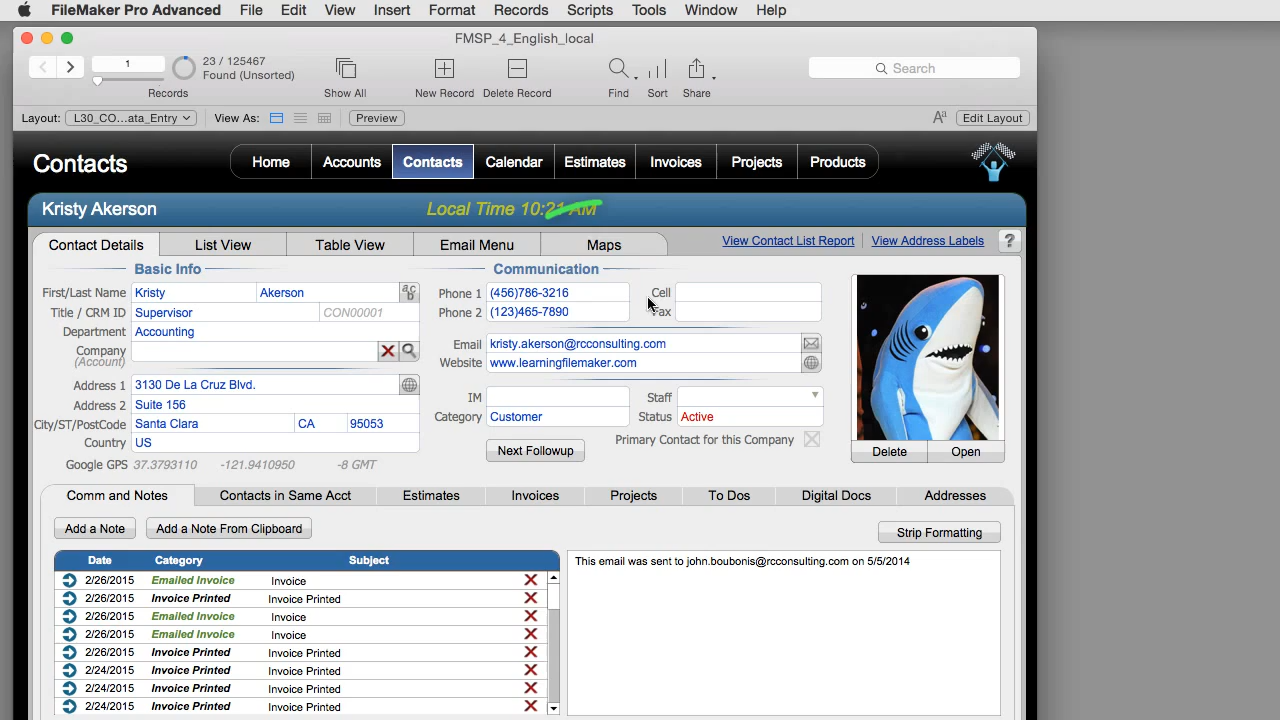 FileMaker Pro Advanced File Edit View Insert Format Records Scripts Tools Window Help
FMSP_4_English_local
1 23 / 125467 Found (Unsorted)
Records Show All New Record Delete Record Find Sort Share Search
Layout: L30_CO...ata_Entry View As: Preview Aa Edit Layout
Contacts Home Accounts Contacts Calendar Estimates Invoices Projects Products
Kristy Akerson Local Time 10:21 AM
Contact Details List View Table View Email Menu Maps View Contact List Report View Address Labels ?
Basic Info Communication
First/Last Name Kristy Akerson abc Phone 1 (456)786-3216 Cell
Title / CRM ID Supervisor CON00001 Phone 2 (123)465-7890 Fax
Department Accounting
Company (Account) Email kristy.akerson@rcconsulting.com
Website www.learningfilemaker.com
Address 1 3130 De La Cruz Blvd. IM Staff
Address 2 Suite 156
City/ST/PostCode Santa Clara CA 95053 Category Customer Status Active
Country US Primary Contact for this Company
Google GPS 37.3793110 -121.9410950 -8 GMT Next Followup Delete Open
Comm and Notes Contacts in Same Acct Estimates Invoices Projects To Dos Digital Docs Addresses
Add a Note Add a Note From Clipboard Strip Formatting
Date Category Subject This email was sent to john.boubonis@rcconsulting.com on 5/5/2014
2/26/2015 Emailed Invoice Invoice
2/26/2015 Invoice Printed Invoice Printed
2/26/2015 Emailed Invoice Invoice
2/26/2015 Emailed Invoice Invoice
2/26/2015 Invoice Printed Invoice Printed
2/24/2015 Invoice Printed Invoice Printed
2/24/2015 Invoice Printed Invoice Printed
2/24/2015 Invoice Printed Invoice Printed